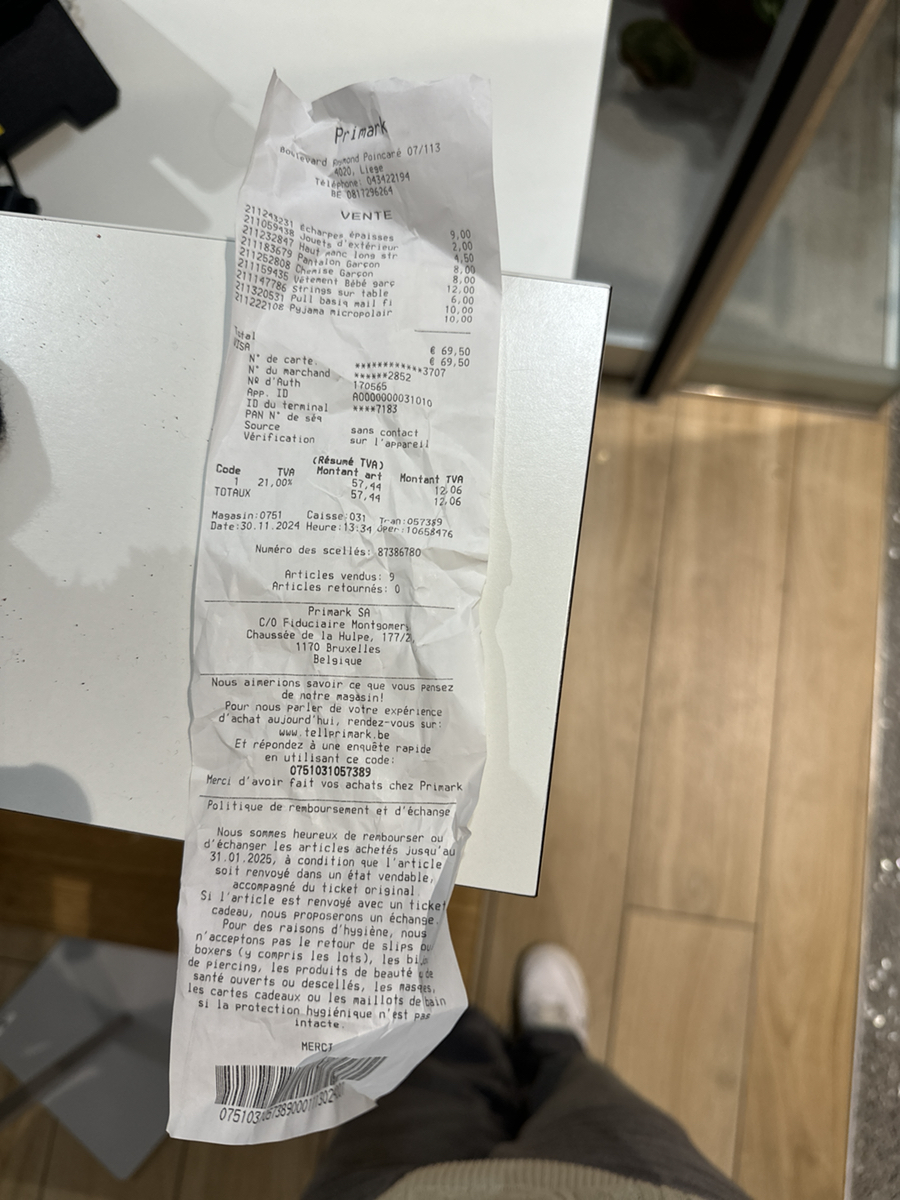 Primark
Boulevard Raymond Poincaré 07/113
4020, Liege
Téléphone: 043422194
BE 0817296264
VENTE
211243231 Écharpes épaisses 9,00
211059438 Jouets d'extérieur 2,00
211232847 Haut manc long str 4,50
211183679 Pantalon Garçon 8,00
211252808 Chemise Garçon 8,00
211159435 Vêtement Bébé garç 12,00
211147786 Strings sur table 6,00
211320531 Pull basiq mail fi 10,00
211222108 Pyjama micropolair 10,00
Total € 69,50
VISA € 69,50
N° de carte. ************3707
N° du marchand ******2852
Nº d'Auth 170565
App. ID A0000000031010
ID du terminal ****7183
PAN N° de séq
Source sans contact
Vérification sur l'appareil
(Résumé TVA)
Code TVA Montant art Montant TVA
1 21,00% 57,44 12,06
TOTAUX 57,44 12,06
Magasin:0751 Caisse:031 Tran:057389
Date:30.11.2024 Heure:13:34 Oper:10658476
Numéro des scellés: 87386780
Articles vendus: 9
Articles retournés: 0
Primark SA
C/O Fiduciaire Montgomery
Chaussée de la Hulpe, 177/2,
1170 Bruxelles
Belgique
Nous aimerions savoir ce que vous pensez
de notre magasin!
Pour nous parler de votre expérience
d'achat aujourd'hui, rendez-vous sur:
www.tellprimark.be
Et répondez à une enquête rapide
en utilisant ce code:
0751031057389
Merci d'avoir fait vos achats chez Primark
Politique de remboursement et d'échange
Nous sommes heureux de rembourser ou
d'échanger les articles achetés jusqu'au
31.01.2025, à condition que l'article
soit renvoyé dans un état vendable,
accompagné du ticket original.
Si l'article est renvoyé avec un ticket
cadeau, nous proposerons un échange.
Pour des raisons d'hygiène, nous
n'acceptons pas le retour de slips ou
boxers (y compris les lots), les bijoux
de piercing, les produits de beauté & de
santé ouverts ou descellés, les masques,
les cartes cadeaux ou les maillots de bain
si la protection hygiénique n'est pas
intacte.
MERCI